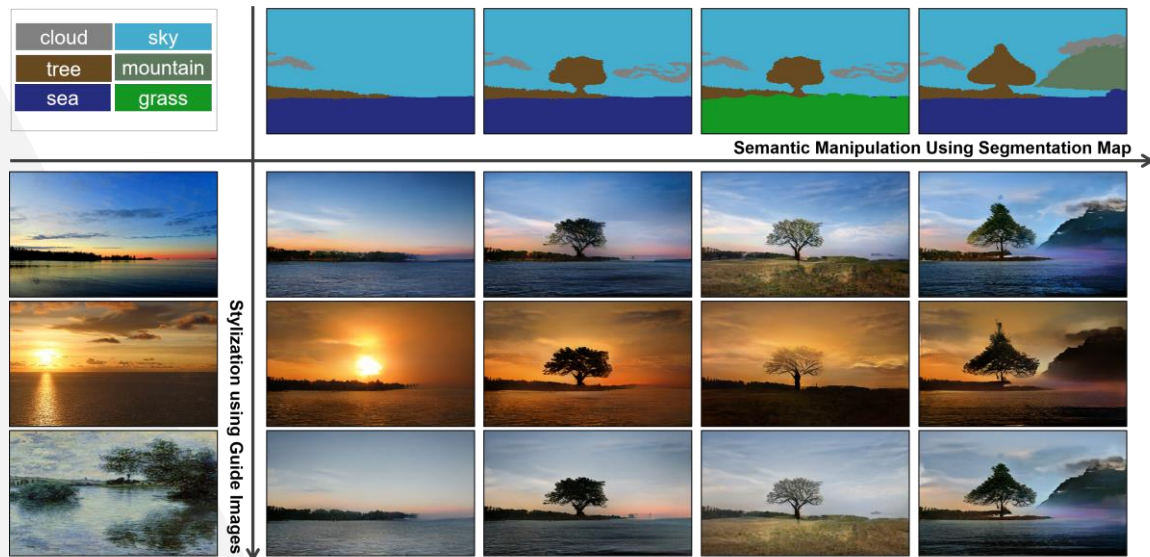 cloud sky
tree mountain
sea grass
Semantic Manipulation Using Segmentation Map
Stylization using Guide Images